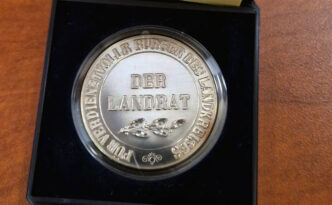 FÜR VERDIENSTVOLLE BÜRGER DES LANDKREISES
DER
LANDRAT